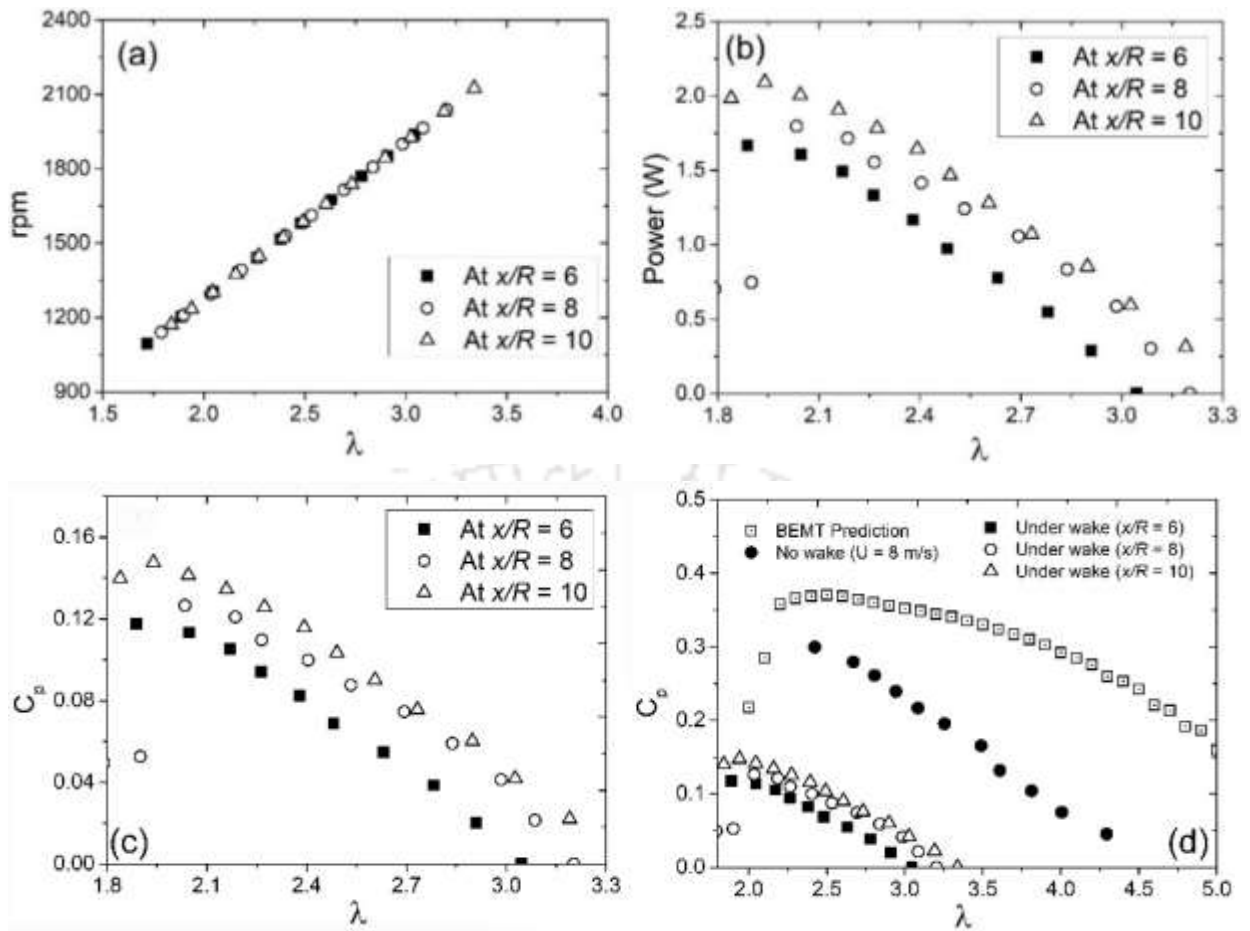 (a)
2400
2100
1800
1500
1200
900
rpm
At x/R = 6
At x/R = 8
At x/R = 10
1.5 2.0 2.5 3.0 3.5 4.0
λ
(b)
2.5
2.0
1.5
1.0
0.5
0.0
Power (W)
At x/R = 6
At x/R = 8
At x/R = 10
1.8 2.1 2.4 2.7 3.0 3.3
λ
0.16
0.12
0.08
0.04
0.00
Cp
At x/R = 6
At x/R = 8
At x/R = 10
(c)
1.8 2.1 2.4 2.7 3.0 3.3
λ
0.5
0.4
0.3
0.2
0.1
0.0
Cp
BEMT Prediction
No wake (U = 8 m/s)
Under wake (x/R = 6)
Under wake (x/R = 8)
Under wake (x/R = 10)
(d)
2.0 2.5 3.0 3.5 4.0 4.5 5.0
λ